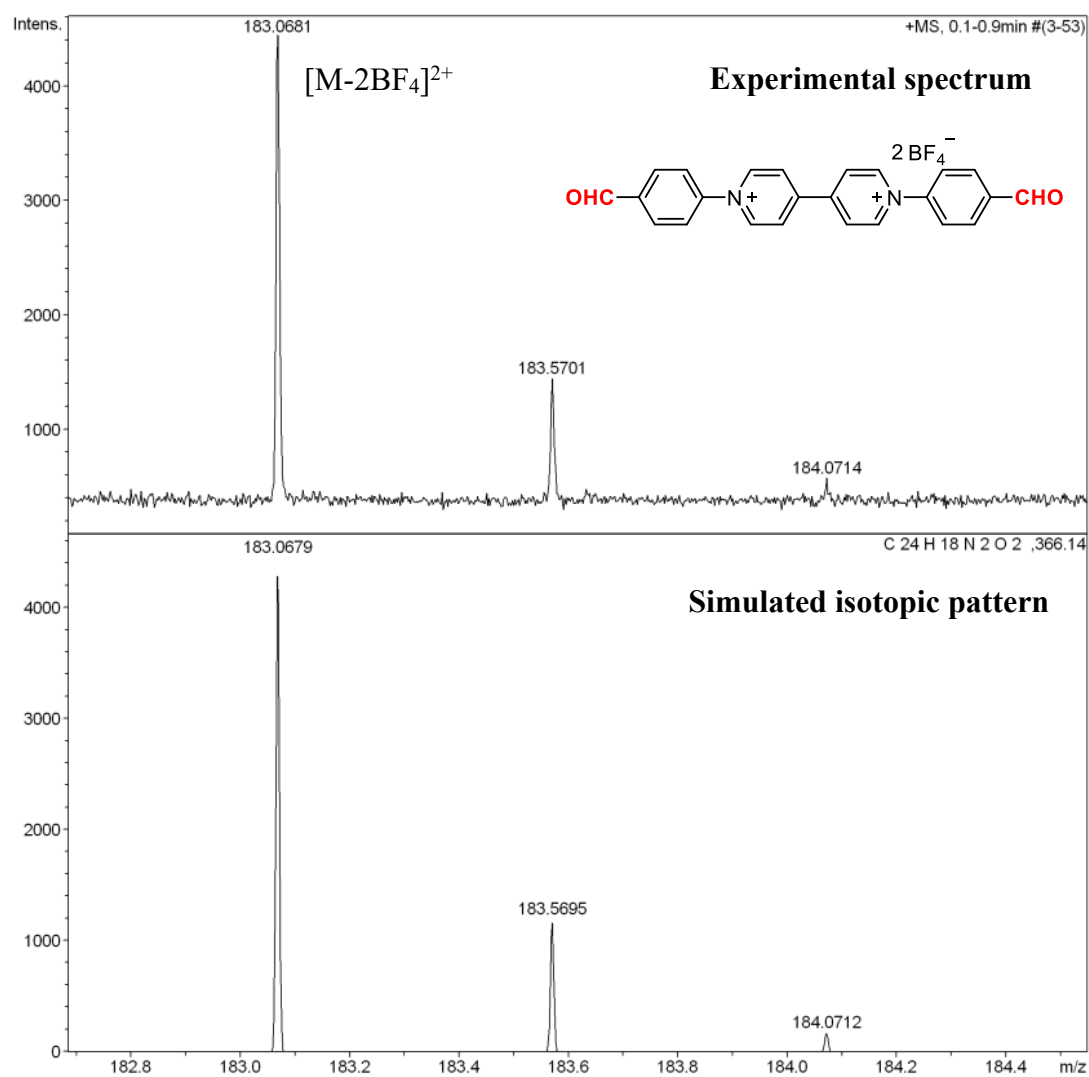 Intens.
183.0681
+MS, 0.1-0.9min #(3-53)
[M-2BF₄]²⁺
Experimental spectrum
2 BF₄⁻
OHC
N
+
+
N
CHO
4000
3000
2000
1000
183.5701
184.0714
183.0679
C 24 H 18 N 2 O 2 ,366.14
Simulated isotopic pattern
4000
3000
2000
1000
0
183.5695
184.0712
182.8 183.0 183.2 183.4 183.6 183.8 184.0 184.2 184.4 m/z